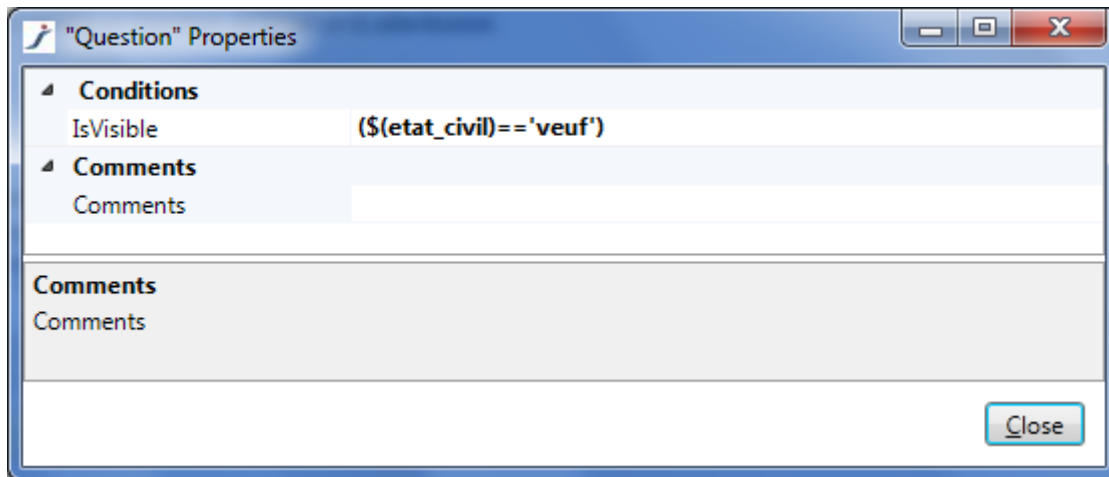 "Question" Properties
Conditions
IsVisible ($(etat_civil)=='veuf')
Comments
Comments
Comments
Comments
Close